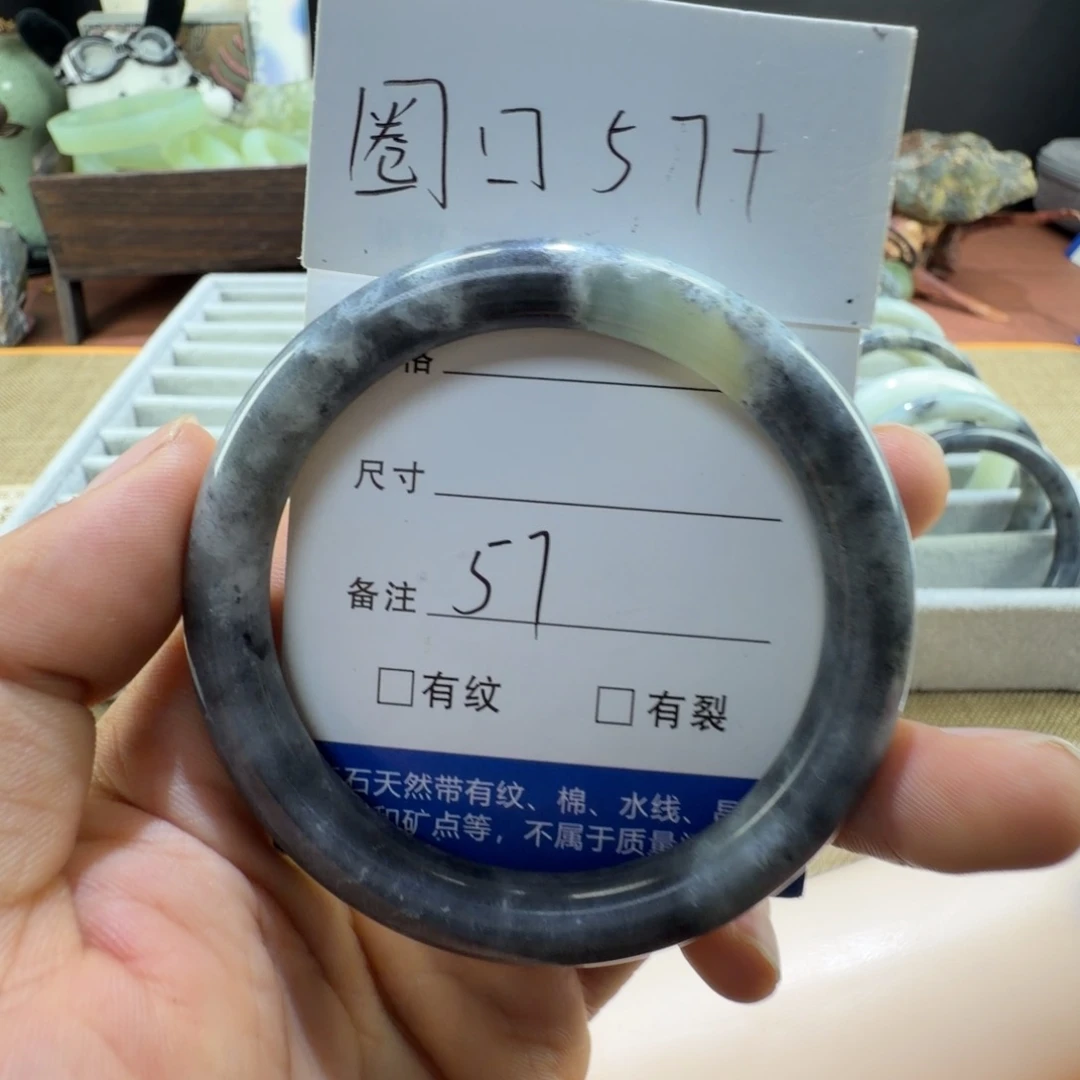 圈口57+
格
尺寸
备注 57
□有纹 □有裂
石天然带有纹、棉、水线、
和矿点等，不属于质量